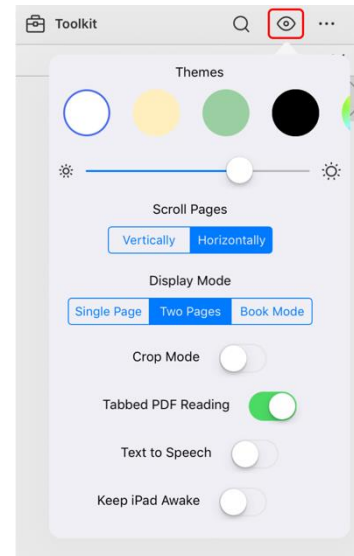 Toolkit
Themes
Scroll Pages
Vertically Horizontally
Display Mode
Single Page Two Pages Book Mode
Crop Mode
Tabbed PDF Reading
Text to Speech
Keep iPad Awake